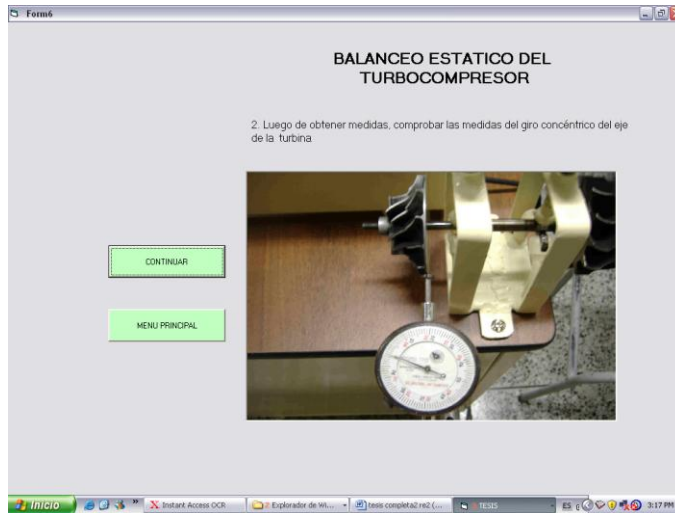 Form6
BALANCEO ESTATICO DEL
TURBOCOMPRESOR
2. Luego de obtener medidas, comprobar las medidas del giro concéntrico del eje
de la turbina
CONTINUAR
MENU PRINCIPAL
Inicio
Instant Access OCR
2 Explorador de Wi...
tesis completa2.re2 (...
TESIS
ES
3:17 PM